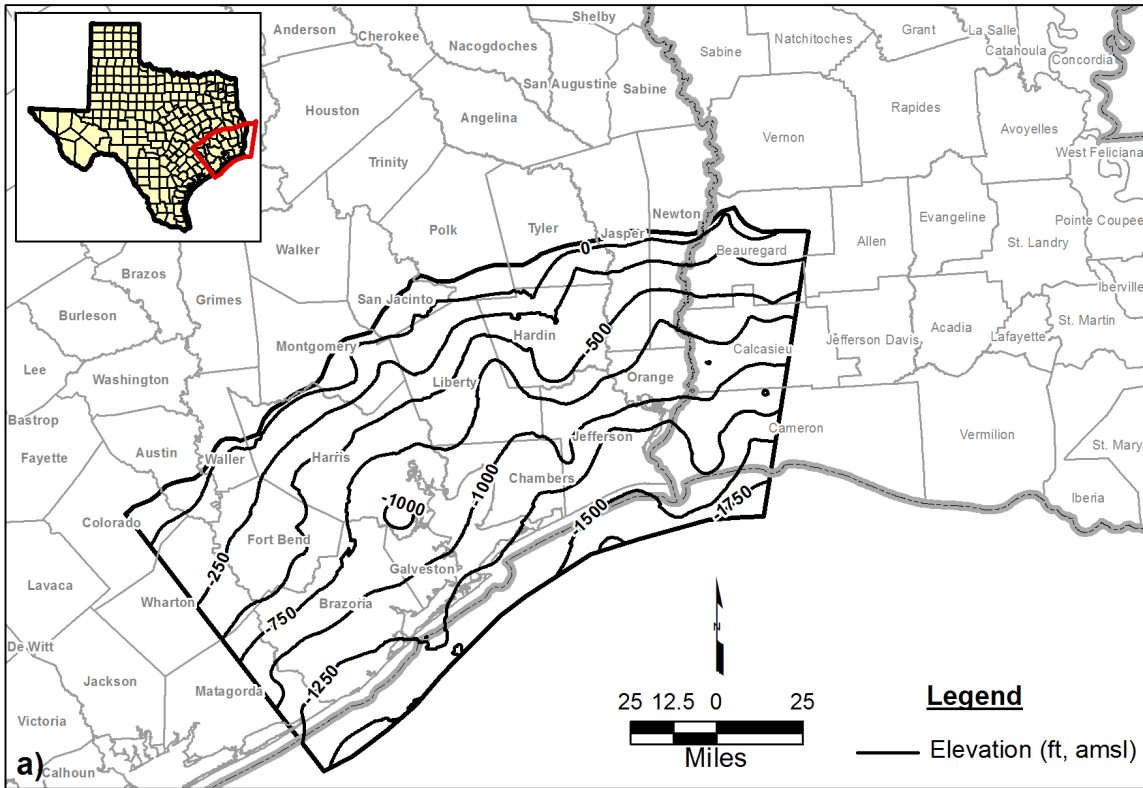 Shelby
Anderson
Cherokee
Nacogdoches
Sabine
Natchitoches
Grant
La Salle
Catahoula
Concordia
San Augustine
Sabine
Houston
Angelina
Rapides
Avoyelles
Vernon
Trinity
West Feliciana
Newton
Evangeline
Pointe Coupee
Polk
Tyler
Jasper
0
Beauregard
Allen
St. Landry
Walker
Brazos
Grimes
San Jacinto
Iberville
Burleson
Hardin
-500
St. Martin
Montgomery
Calcasieu
Jefferson Davis
Acadia
Lafayette
Lee
Washington
Liberty
Orange
Bastrop
Cameron
Vermilion
Austin
Jefferson
St. Mary
Fayette
Waller
Harris
Chambers
-1000
-1000
-1750
Iberia
Colorado
-1500
Fort Bend
-250
Galveston
Lavaca
Wharton
Brazoria
-750
N
De Witt
Jackson
Matagorda
-1250
25 12.5 0 25
Miles
Legend
Elevation (ft, amsl)
Victoria
a)
Calhoun